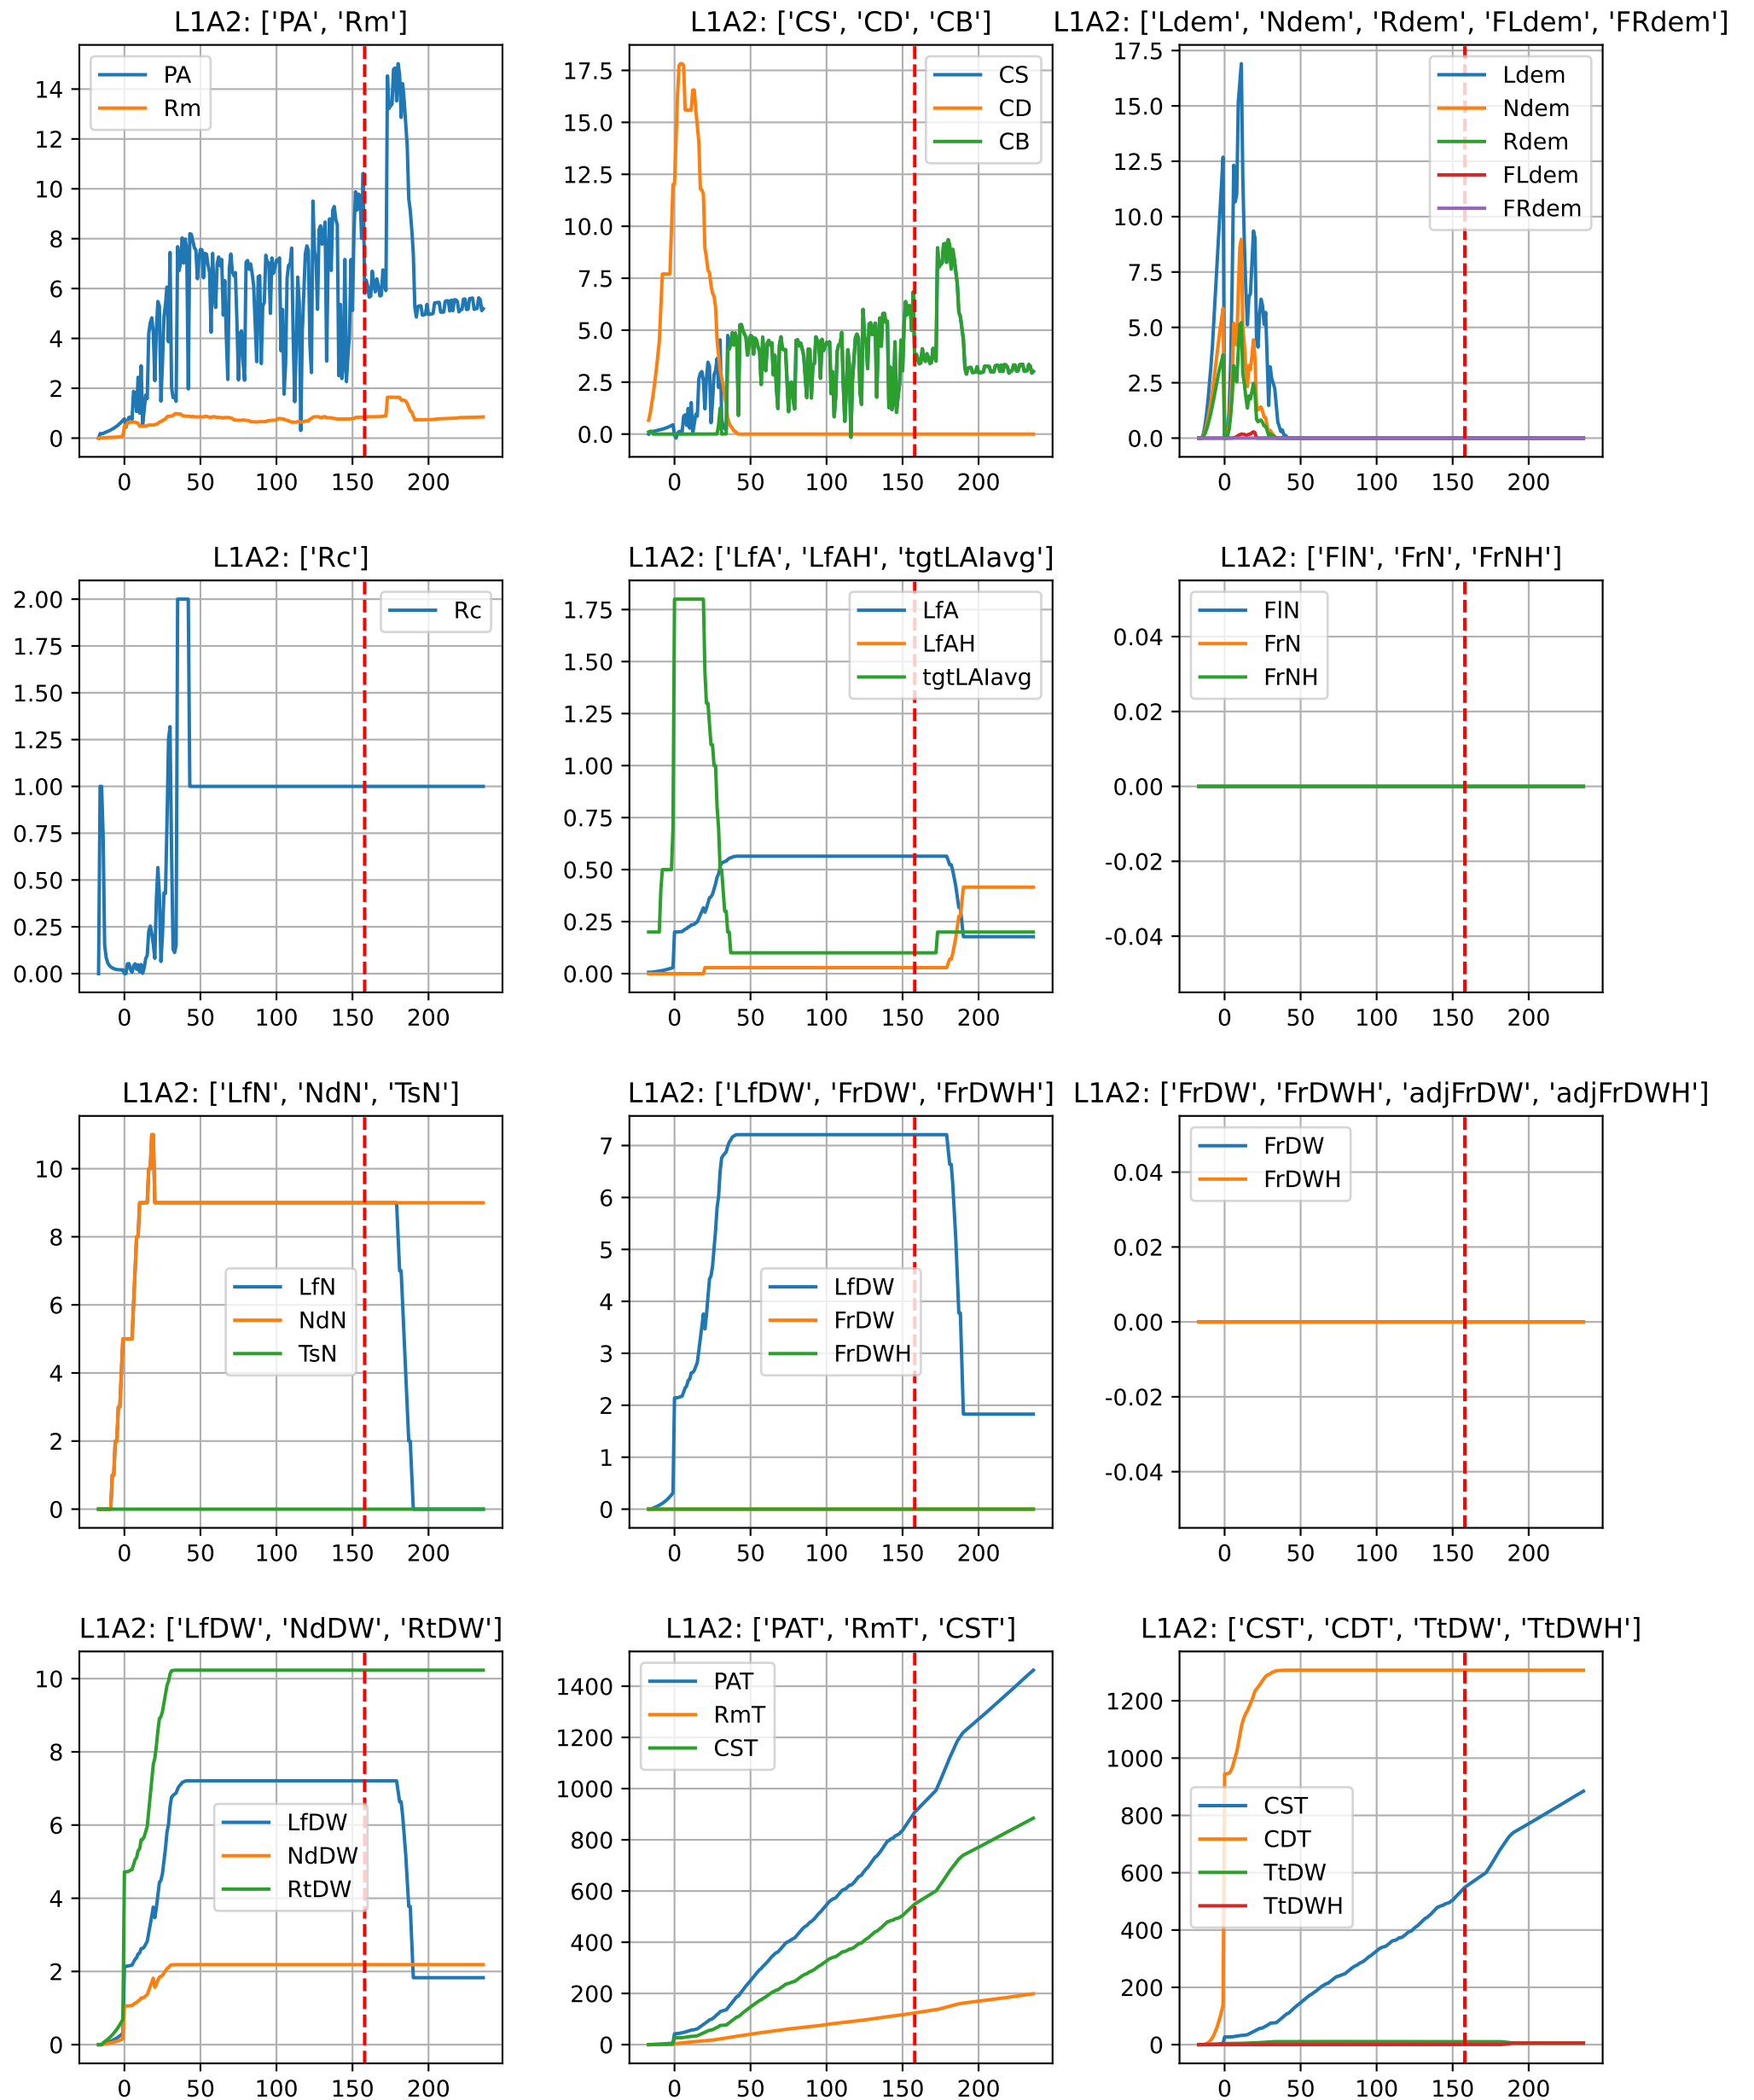 L1A2: ['PA', 'Rm']
PA
Rm
14
12
10
8
6
4
2
0
0 50 100 150 200
L1A2: ['CS', 'CD', 'CB']
CS
CD
CB
17.5
15.0
12.5
10.0
7.5
5.0
2.5
0.0
0 50 100 150 200
L1A2: ['Ldem', 'Ndem', 'Rdem', 'FLdem', 'FRdem']
Ldem
Ndem
Rdem
FLdem
FRdem
17.5
15.0
12.5
10.0
7.5
5.0
2.5
0.0
0 50 100 150 200
L1A2: ['Rc']
Rc
2.00
1.75
1.50
1.25
1.00
0.75
0.50
0.25
0.00
0 50 100 150 200
L1A2: ['LfA', 'LfAH', 'tgtLAIavg']
LfA
LfAH
tgtLAIavg
1.75
1.50
1.25
1.00
0.75
0.50
0.25
0.00
0 50 100 150 200
L1A2: ['FlN', 'FrN', 'FrNH']
FlN
FrN
FrNH
0.04
0.02
0.00
-0.02
-0.04
0 50 100 150 200
L1A2: ['LfN', 'NdN', 'TsN']
LfN
NdN
TsN
10
8
6
4
2
0
0 50 100 150 200
L1A2: ['LfDW', 'FrDW', 'FrDWH']
LfDW
FrDW
FrDWH
7
6
5
4
3
2
1
0
0 50 100 150 200
L1A2: ['FrDW', 'FrDWH', 'adjFrDW', 'adjFrDWH']
FrDW
FrDWH
0.04
0.02
0.00
-0.02
-0.04
0 50 100 150 200
L1A2: ['LfDW', 'NdDW', 'RtDW']
LfDW
NdDW
RtDW
10
8
6
4
2
0
0 50 100 150 200
L1A2: ['PAT', 'RmT', 'CST']
PAT
RmT
CST
1400
1200
1000
800
600
400
200
0
0 50 100 150 200
L1A2: ['CST', 'CDT', 'TtDW', 'TtDWH']
CST
CDT
TtDW
TtDWH
1200
1000
800
600
400
200
0
0 50 100 150 200